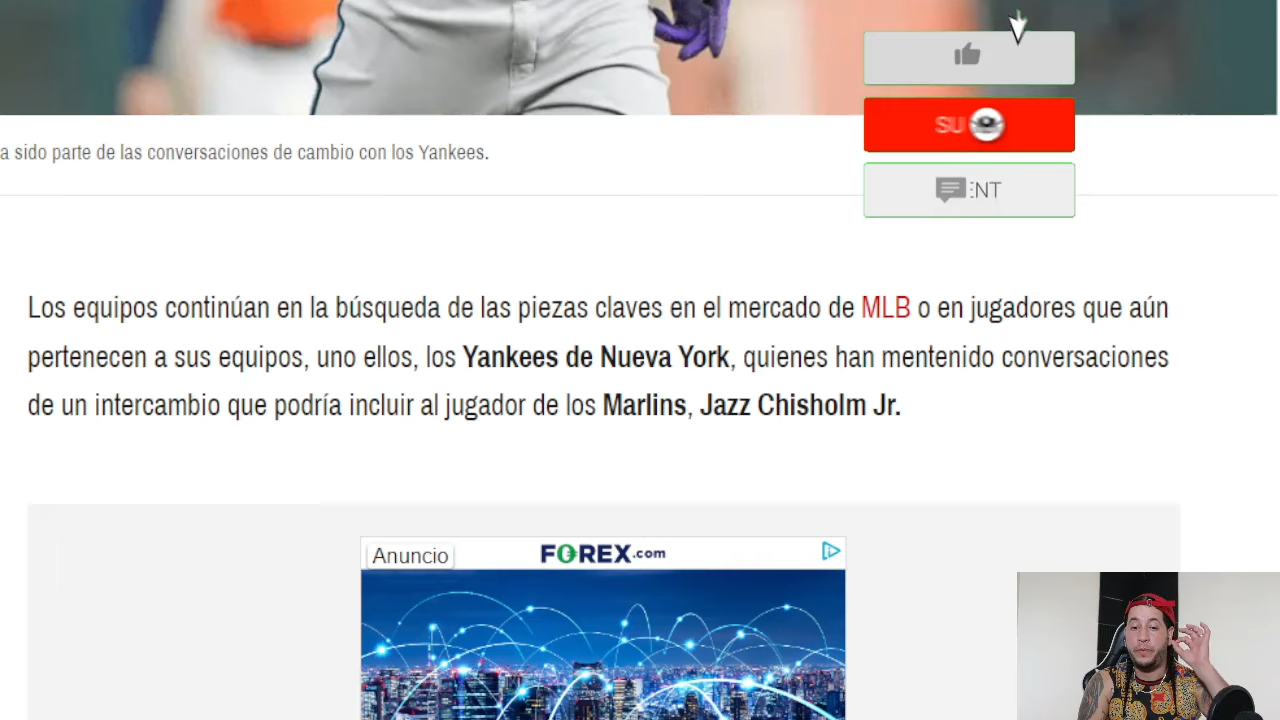 SU
a sido parte de las conversaciones de cambio con los Yankees.
NT
Los equipos continúan en la búsqueda de las piezas claves en el mercado de MLB o en jugadores que aún
pertenecen a sus equipos, uno ellos, los Yankees de Nueva York, quienes han mentenido conversaciones
de un intercambio que podría incluir al jugador de los Marlins, Jazz Chisholm Jr.
Anuncio
FOREX.com